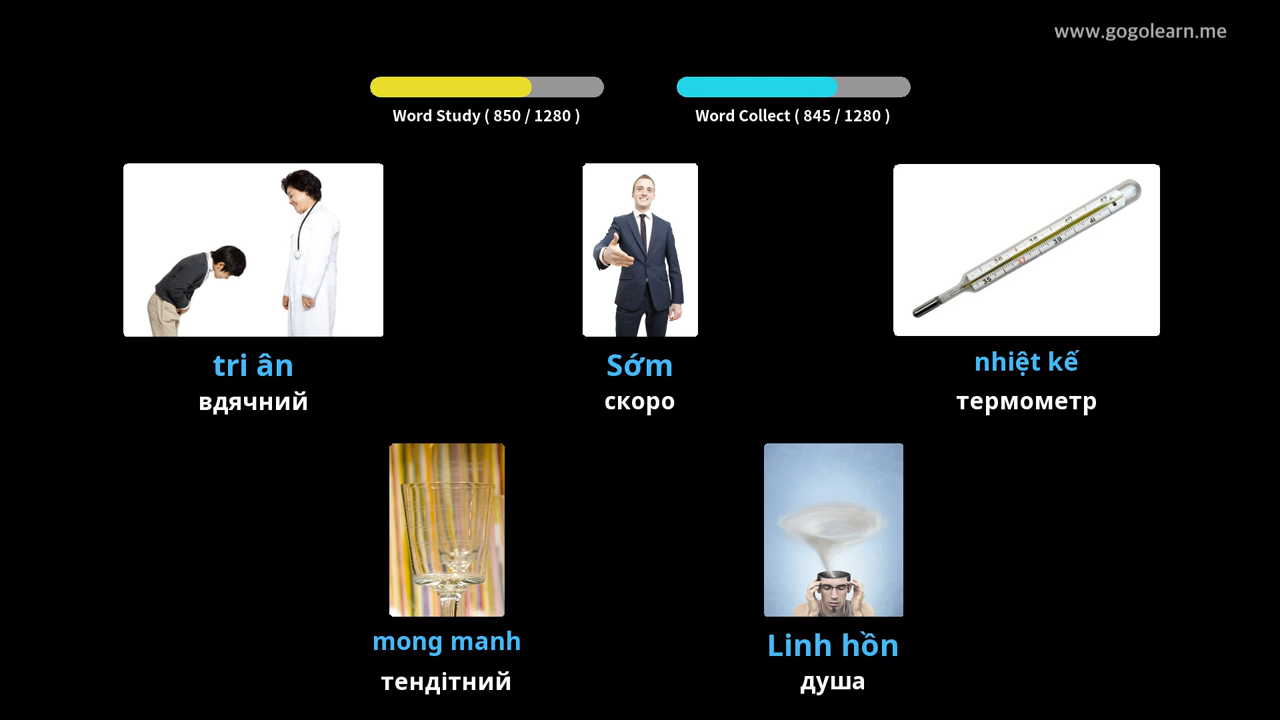 www.gogolearn.me
Word Study ( 850 / 1280 )
Word Collect ( 845 / 1280 )
tri ân
вдячний
Sớm
скоро
nhiệt kế
термометр
mong manh
тендітний
Linh hồn
душа